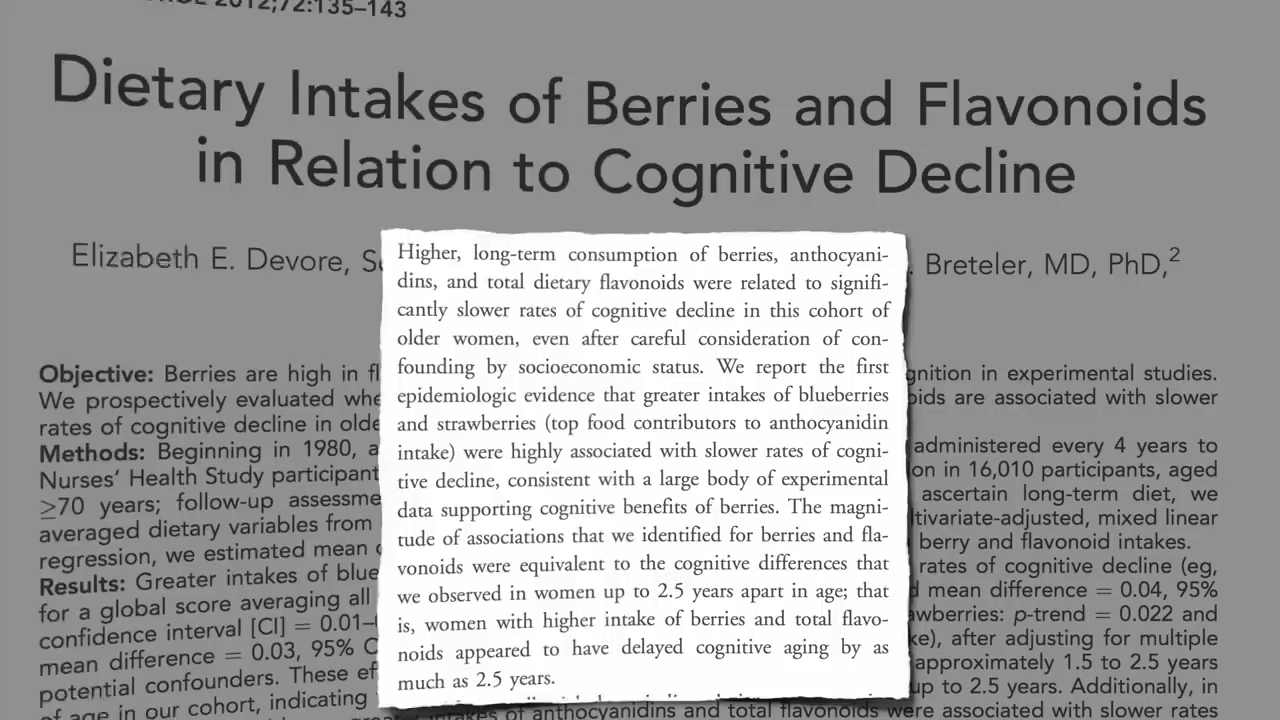 2012;72:135–143
Dietary Intakes of Berries and Flavonoids
in Relation to Cognitive Decline
Elizabeth E. Devore, Breteler, MD, PhD,2
Higher, long-term consumption of berries, anthocyani-
dins, and total dietary flavonoids were related to signifi-
cantly slower rates of cognitive decline in this cohort of
older women, even after careful consideration of con-
founding by socioeconomic status. We report the first
epidemiologic evidence that greater intakes of blueberries
and strawberries (top food contributors to anthocyanidin
intake) were highly associated with slower rates of cogni-
tive decline, consistent with a large body of experimental
data supporting cognitive benefits of berries. The magni-
tude of associations that we identified for berries and fla-
vonoids were equivalent to the cognitive differences that
we observed in women up to 2.5 years apart in age; that
is, women with higher intake of berries and total flavo-
noids appeared to have delayed cognitive aging by as
much as 2.5 years.
Objective: Berries are high in in experimental studies.
We prospectively evaluated are associated with slower
rates of cognitive decline in
Methods: Beginning in 1980, administered every 4 years to
Nurses’ Health Study in 16,010 participants, aged
≥70 years; follow-up ascertain long-term diet, we
averaged dietary variables from mixed linear
regression, we estimated mean berry and flavonoid intakes.
Results: Greater intakes of rates of cognitive decline (eg,
for a global score averaging all mean difference = 0.04, 95%
confidence interval [CI] = p-trend = 0.022 and
mean difference = 0.03, 95% after adjusting for multiple
potential confounders. These approximately 1.5 to 2.5 years
of age in our cohort, indicating up to 2.5 years. Additionally, in
intakes of anthocyanidins and total flavonoids were associated with slower rates